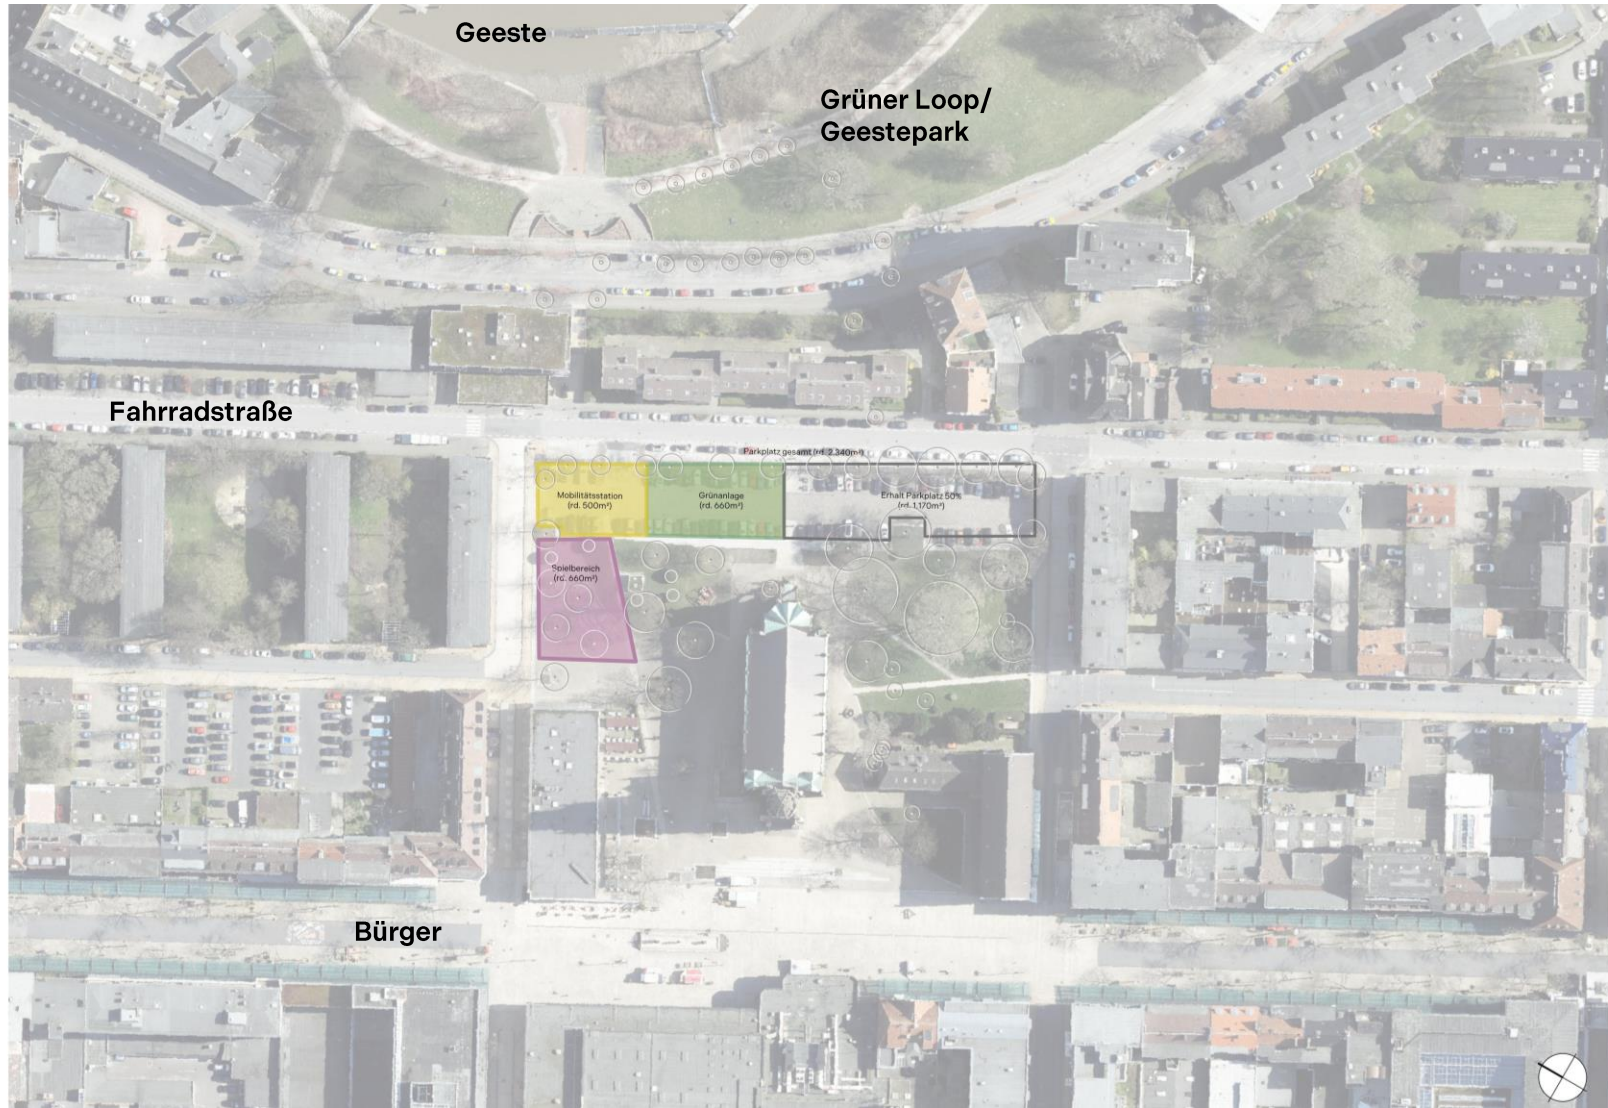 Geeste
Grüner Loop/
Geestepark
Fahrradstraße
Parkplatz gesamt (rd. 2.340m²)
Mobilitätsstation
(rd. 500m²)
Grünanlage
(rd. 660m²)
Erhalt Parkplatz 50%
(rd. 1.170m²)
Spielbereich
(rd. 660m²)
Bürger